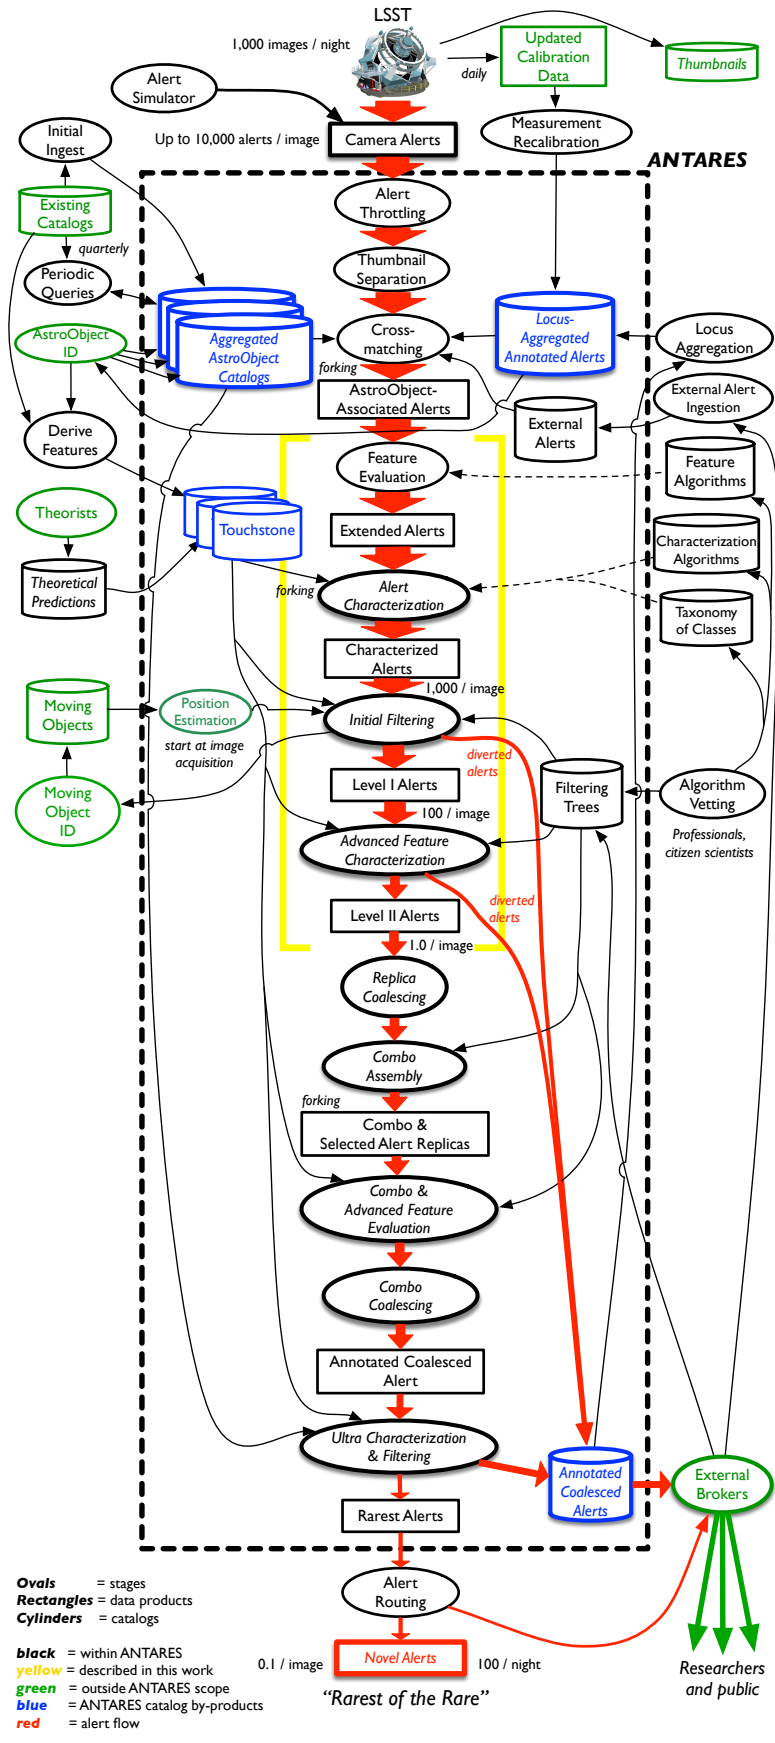 LSST
1,000 images / night
Updated
Calibration
Data
Thumbnails
daily
Alert
Simulator
Up to 10,000 alerts / image
Camera Alerts
Measurement
Recalibration
Initial
Ingest
ANTARES
Alert
Throttling
Existing
Catalogs
quarterly
Periodic
Queries
Thumbnail
Separation
AstroObject
ID
Aggregated
AstroObject
Catalogs
Cross-
matching
Locus-
Aggregated
Annotated Alerts
Locus
Aggregation
forking
AstroObject-
Associated Alerts
External Alert
Ingestion
External
Alerts
Derive
Features
Feature
Evaluation
Feature
Algorithms
Theorists
Touchstone
Extended Alerts
Characterization
Algorithms
Theoretical
Predictions
forking
Alert
Characterization
Taxonomy
of Classes
Characterized
Alerts
1,000 / image
Moving
Objects
Position
Estimation
Initial Filtering
start at image
acquisition
diverted
alerts
Moving
Object
ID
Level I Alerts
Filtering
Trees
Algorithm
Vetting
100 / image
Professionals,
citizen scientists
Advanced Feature
Characterization
diverted
alerts
Level II Alerts
1.0 / image
Replica
Coalescing
Combo
Assembly
forking
Combo &
Selected Alert Replicas
Combo &
Advanced Feature
Evaluation
Combo
Coalescing
Annotated Coalesced
Alert
Ultra Characterization
& Filtering
Annotated
Coalesced
Alerts
External
Brokers
Rarest Alerts
Alert
Routing
Ovals = stages
Rectangles = data products
Cylinders = catalogs
black = within ANTARES
yellow = described in this work
green = outside ANTARES scope
blue = ANTARES catalog by-products
red = alert flow
0.1 / image
Novel Alerts
100 / night
"Rarest of the Rare"
Researchers
and public